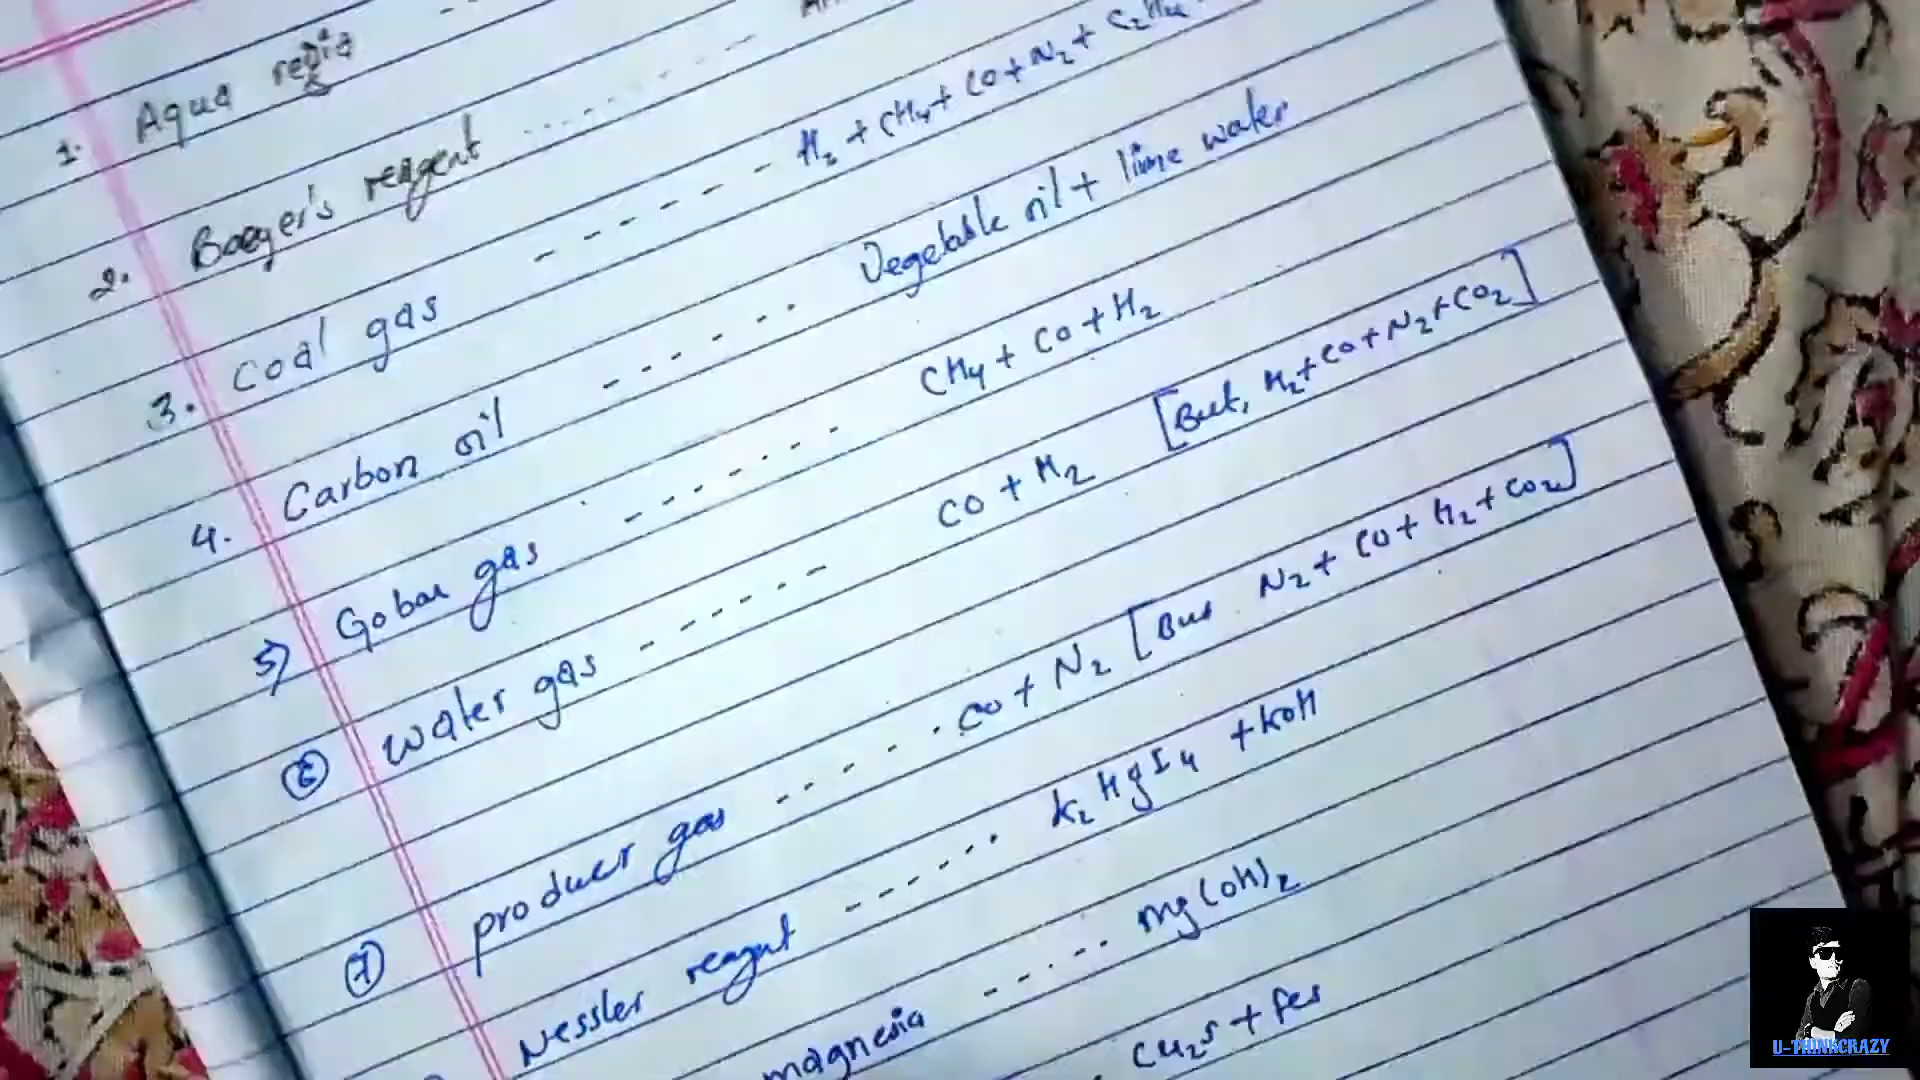 1. Aqua regia - -
2. Baeyer's reagent ..........
3. Coal gas - - - - - - - H2 + CH4 + CO + N2 + C2H4
4. Carbon oil - - - - - - - Vegetable oil + lime water
5) Gobar gas - - - - - - - CH4 + CO + H2
6 Water gas - - - - - - - CO + H2 [But, H2+CO+N2+CO2]
7 producer gas - - - - - - CO + N2 [But N2 + CO + H2 + CO2]
Nessler reagent - - - - - - - K2HgI4 + KOH
magnesia - - - - - - mg(OH)2
Cu2S + FeS
U-THINKCRAZY